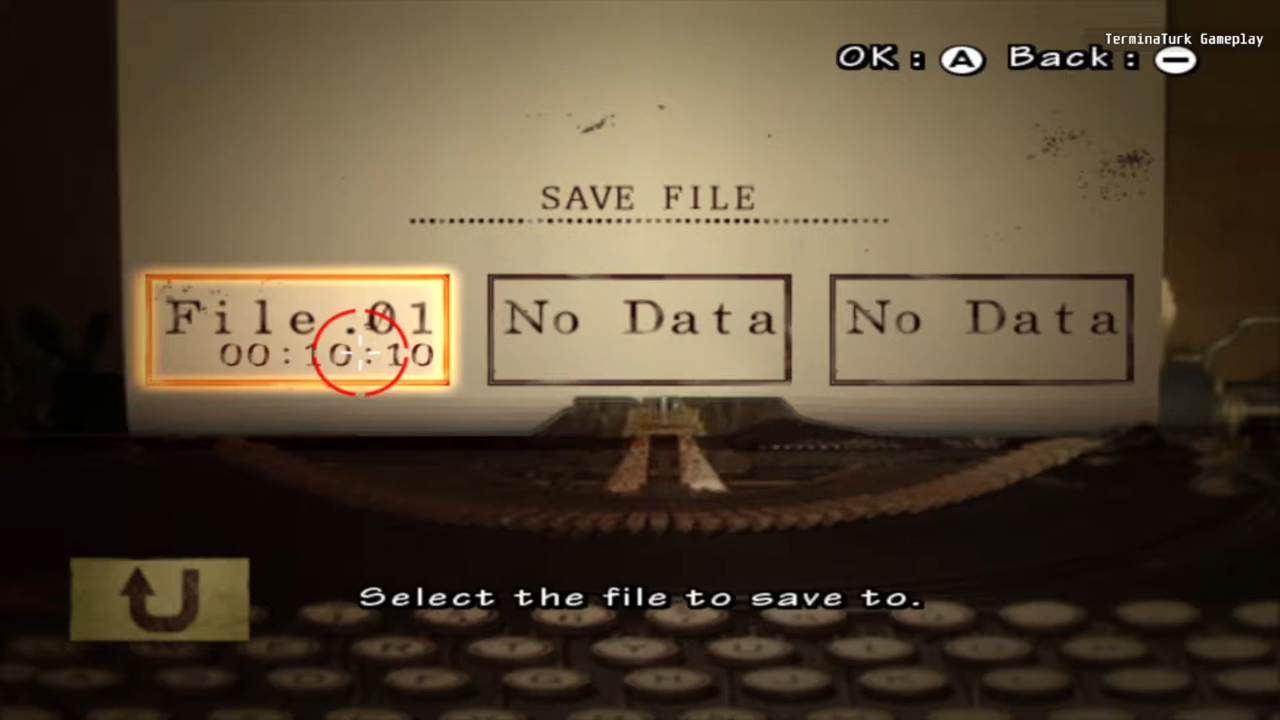 TerminaTurk Gameplay
OK : A Back : −
SAVE FILE
File.01
00:10:10
No Data
No Data
Select the file to save to.
R T Y U
D F G H J K